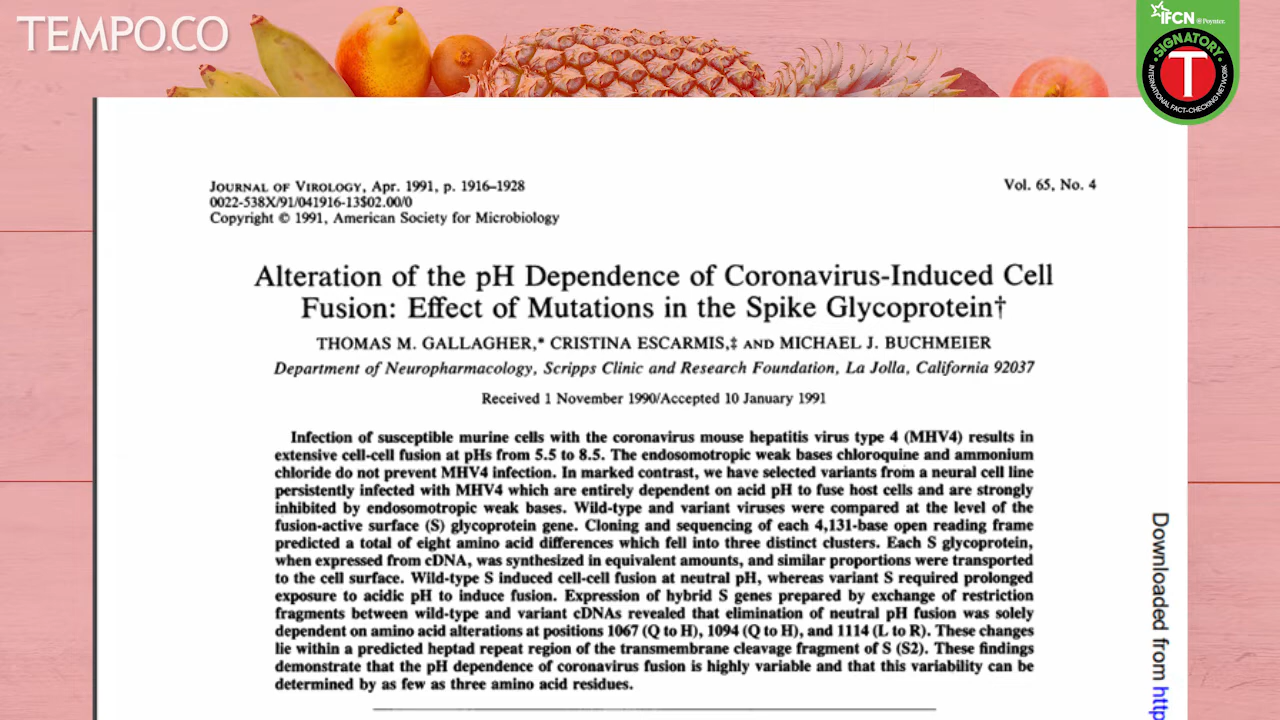 TEMPO.CO
IFCN @Poynter.
SIGNATORY
T
INTERNATIONAL FACT-CHECKING NETWORK
JOURNAL OF VIROLOGY, Apr. 1991, p. 1916–1928
Vol. 65, No. 4
0022-538X/91/041916-13$02.00/0
Copyright © 1991, American Society for Microbiology
Alteration of the pH Dependence of Coronavirus-Induced Cell
Fusion: Effect of Mutations in the Spike Glycoprotein†
THOMAS M. GALLAGHER,* CRISTINA ESCARMIS,‡ AND MICHAEL J. BUCHMEIER
Department of Neuropharmacology, Scripps Clinic and Research Foundation, La Jolla, California 92037
Received 1 November 1990/Accepted 10 January 1991
Infection of susceptible murine cells with the coronavirus mouse hepatitis virus type 4 (MHV4) results in
extensive cell-cell fusion at pHs from 5.5 to 8.5. The endosomotropic weak bases chloroquine and ammonium
chloride do not prevent MHV4 infection. In marked contrast, we have selected variants from a neural cell line
persistently infected with MHV4 which are entirely dependent on acid pH to fuse host cells and are strongly
inhibited by endosomotropic weak bases. Wild-type and variant viruses were compared at the level of the
fusion-active surface (S) glycoprotein gene. Cloning and sequencing of each 4,131-base open reading frame
predicted a total of eight amino acid differences which fell into three distinct clusters. Each S glycoprotein,
when expressed from cDNA, was synthesized in equivalent amounts, and similar proportions were transported
to the cell surface. Wild-type S induced cell-cell fusion at neutral pH, whereas variant S required prolonged
exposure to acidic pH to induce fusion. Expression of hybrid S genes prepared by exchange of restriction
fragments between wild-type and variant cDNAs revealed that elimination of neutral pH fusion was solely
dependent on amino acid alterations at positions 1067 (Q to H), 1094 (Q to H), and 1114 (L to R). These changes
lie within a predicted heptad repeat region of the transmembrane cleavage fragment of S (S2). These findings
demonstrate that the pH dependence of coronavirus fusion is highly variable and that this variability can be
determined by as few as three amino acid residues.
Downloaded from http